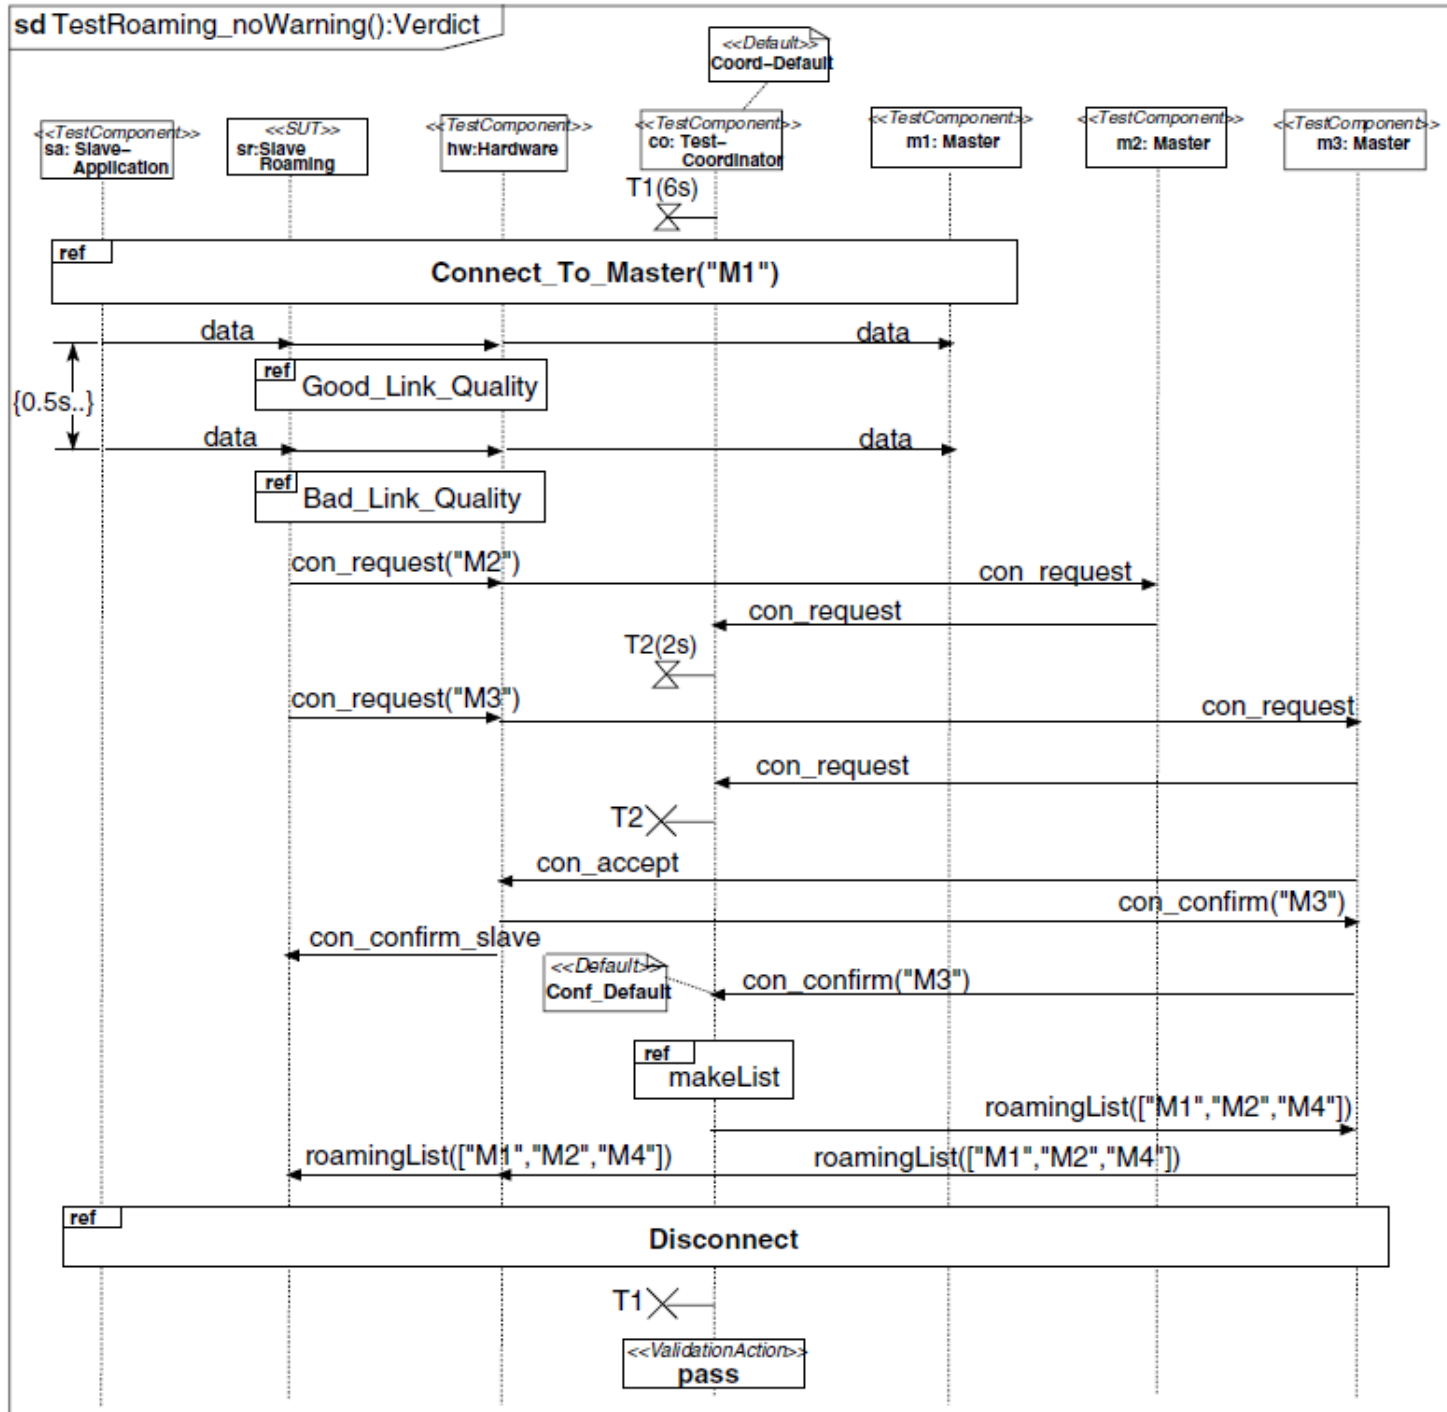 sd TestRoaming_noWarning():Verdict
<<Default>>
Coord-Default
<<TestComponent>>
sa: Slave-
Application
<<SUT>>
sr:Slave
Roaming
<<TestComponent>>
hw:Hardware
<<TestComponent>>
co: Test-
Coordinator
<<TestComponent>>
m1: Master
<<TestComponent>>
m2: Master
<<TestComponent>>
m3: Master
T1(6s)
ref
Connect_To_Master("M1")
data
data
ref
Good_Link_Quality
{0.5s..}
data
data
ref
Bad_Link_Quality
con_request("M2")
con_request
con_request
T2(2s)
con_request("M3")
con_request
con_request
T2
con_accept
con_confirm("M3")
con_confirm_slave
<<Default>>
Conf_Default
con_confirm("M3")
ref
makeList
roamingList(["M1","M2","M4"])
roamingList(["M1","M2","M4"])
roamingList(["M1","M2","M4"])
ref
Disconnect
T1
<<ValidationAction>>
pass